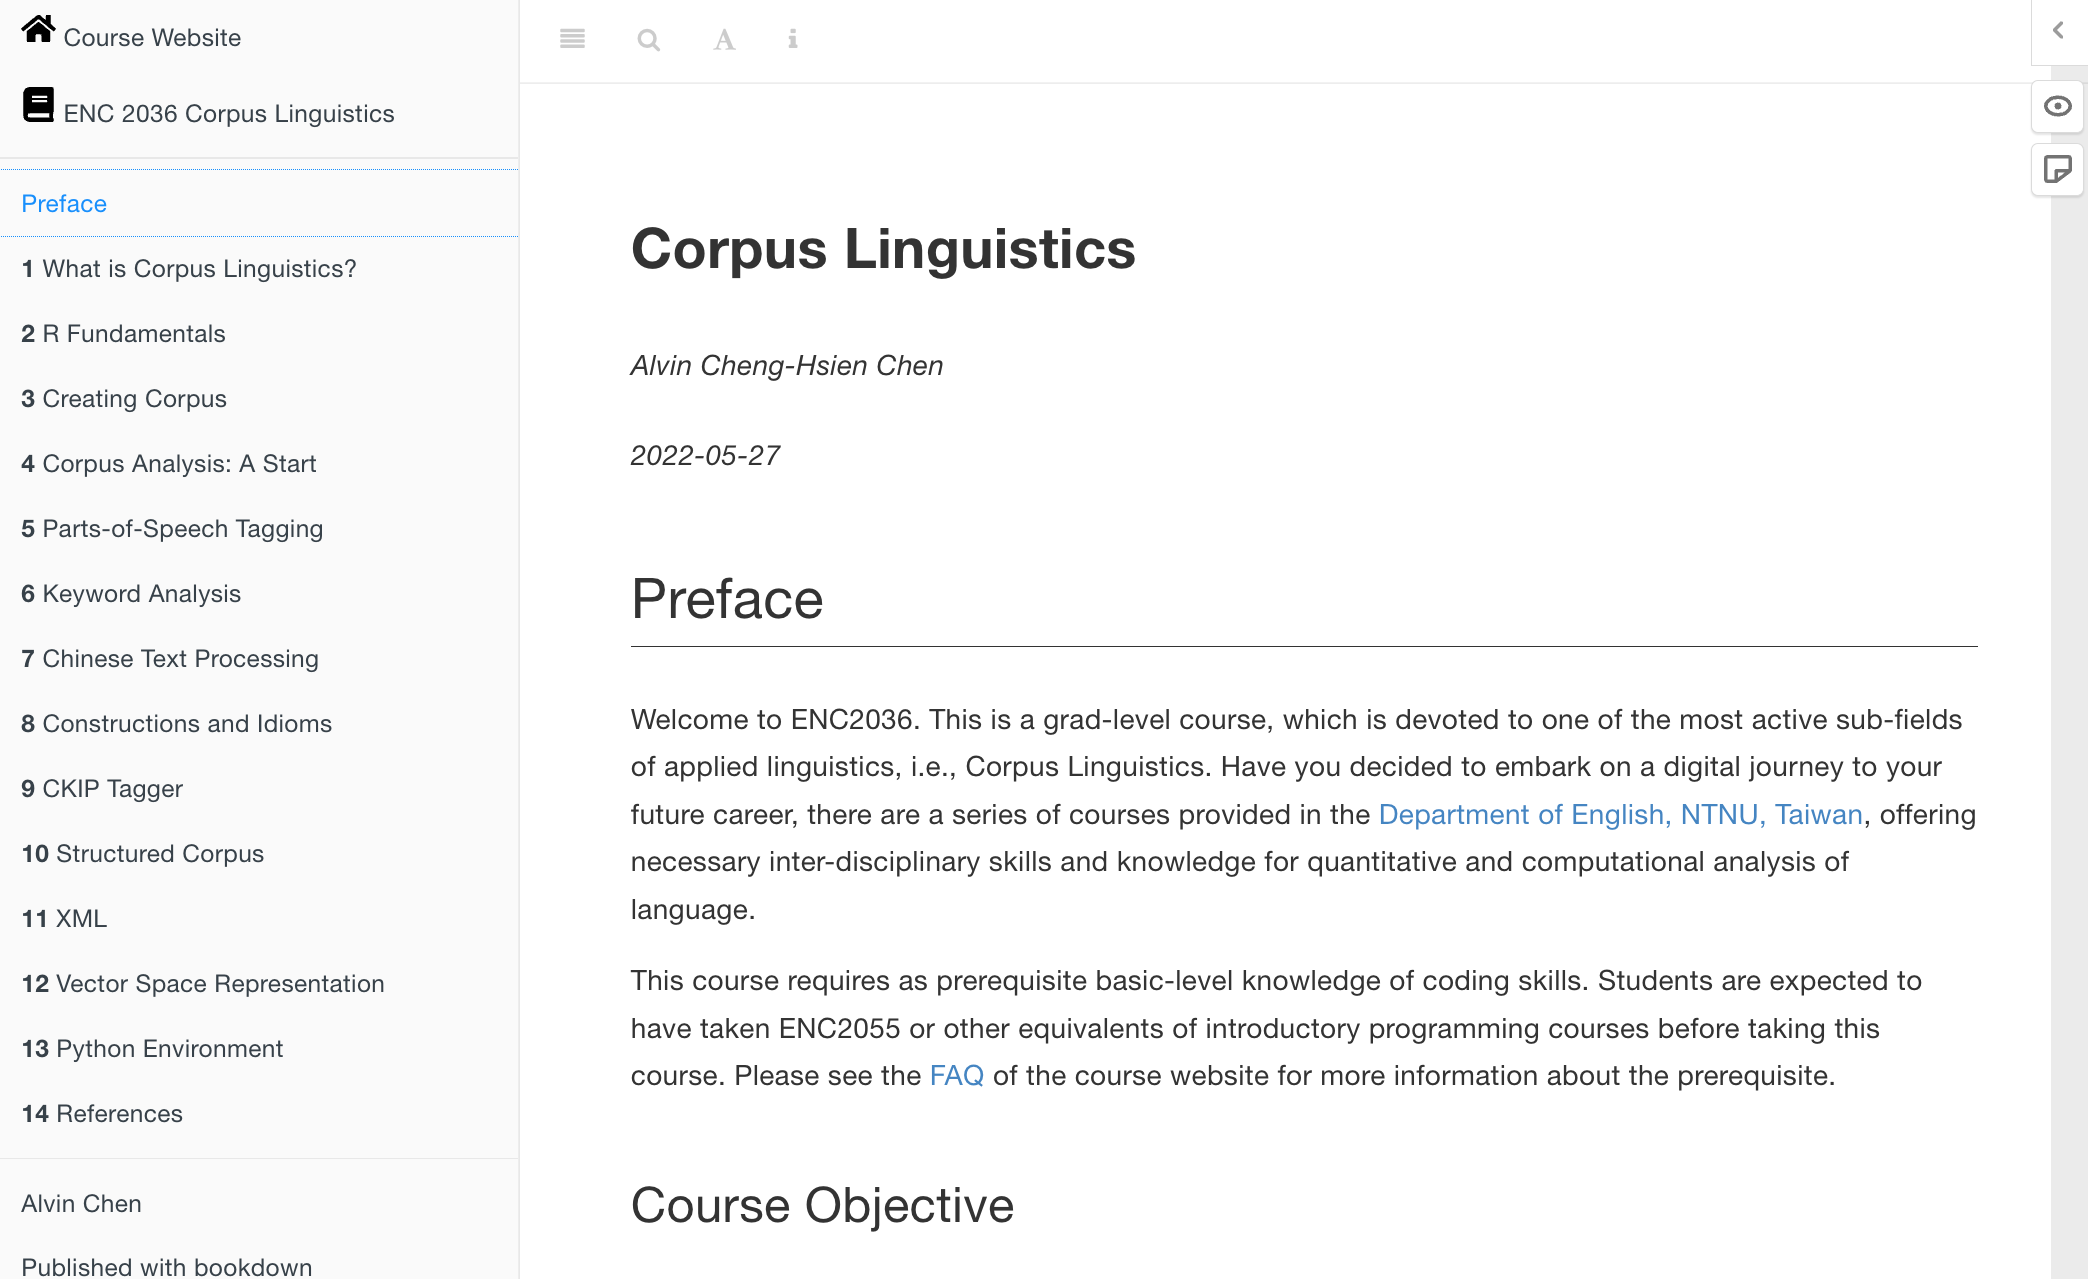 Course Website
ENC 2036 Corpus Linguistics
Preface
1 What is Corpus Linguistics?
2 R Fundamentals
3 Creating Corpus
4 Corpus Analysis: A Start
5 Parts-of-Speech Tagging
6 Keyword Analysis
7 Chinese Text Processing
8 Constructions and Idioms
9 CKIP Tagger
10 Structured Corpus
11 XML
12 Vector Space Representation
13 Python Environment
14 References
Alvin Chen
Published with bookdown
Corpus Linguistics
Alvin Cheng-Hsien Chen
2022-05-27
Preface
Welcome to ENC2036. This is a grad-level course, which is devoted to one of the most active sub-fields
of applied linguistics, i.e., Corpus Linguistics. Have you decided to embark on a digital journey to your
future career, there are a series of courses provided in the Department of English, NTNU, Taiwan, offering
necessary inter-disciplinary skills and knowledge for quantitative and computational analysis of
language.
This course requires as prerequisite basic-level knowledge of coding skills. Students are expected to
have taken ENC2055 or other equivalents of introductory programming courses before taking this
course. Please see the FAQ of the course website for more information about the prerequisite.
Course Objective